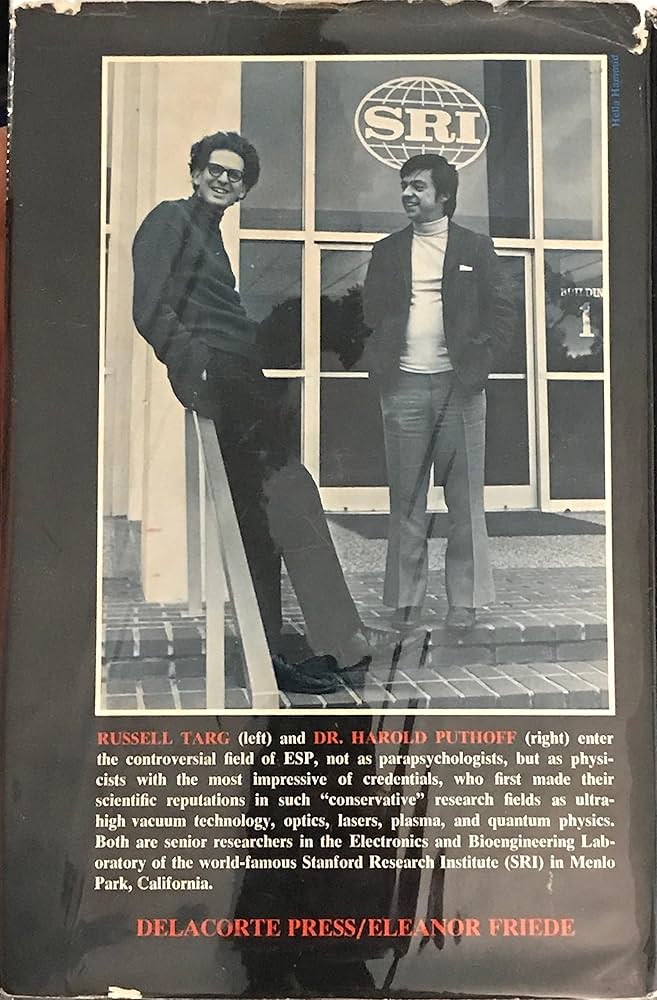 Hella Hamoud
SRI
BUILDIN
1
RUSSELL TARG (left) and DR. HAROLD PUTHOFF (right) enter
the controversial field of ESP, not as parapsychologists, but as physi-
cists with the most impressive of credentials, who first made their
scientific reputations in such “conservative” research fields as ultra-
high vacuum technology, optics, lasers, plasma, and quantum physics.
Both are senior researchers in the Electronics and Bioengineering Lab-
oratory of the world-famous Stanford Research Institute (SRI) in Menlo
Park, California.
DELACORTE PRESS/ELEANOR FRIEDE